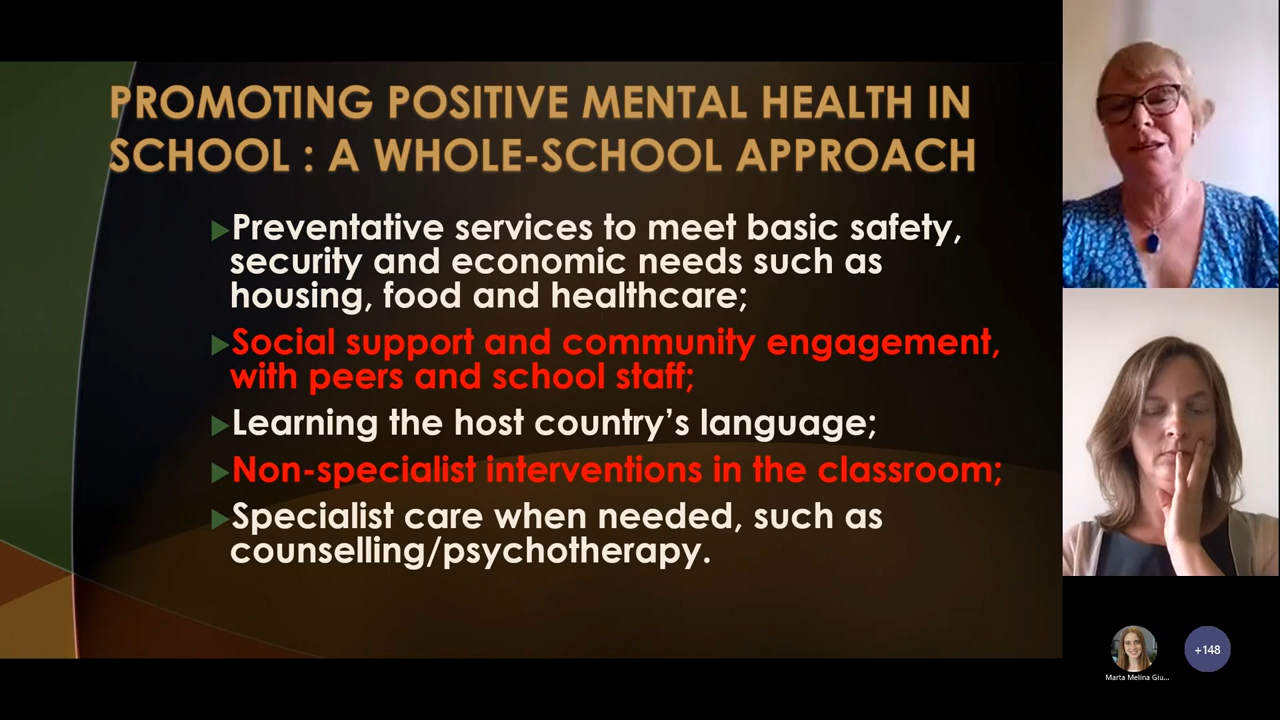 PROMOTING POSITIVE MENTAL HEALTH IN
SCHOOL : A WHOLE-SCHOOL APPROACH
Preventative services to meet basic safety,
security and economic needs such as
housing, food and healthcare;
Social support and community engagement,
with peers and school staff;
Learning the host country's language;
Non-specialist interventions in the classroom;
Specialist care when needed, such as
counselling/psychotherapy.
+148
Marta Melina Giu...